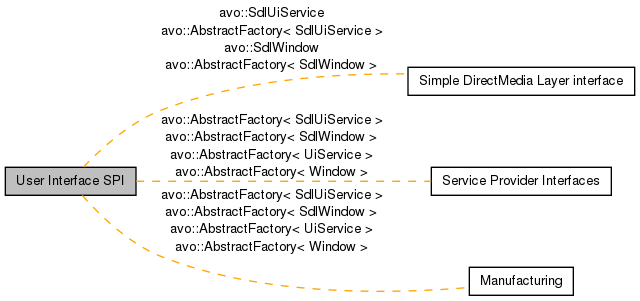 avo::SdlUiService
avo::AbstractFactory< SdlUiService >
avo::SdlWindow
avo::AbstractFactory< SdlWindow >
Simple DirectMedia Layer interface
avo::AbstractFactory< SdlUiService >
avo::AbstractFactory< SdlWindow >
avo::AbstractFactory< UiService >
avo::AbstractFactory< Window >
User Interface SPI
Service Provider Interfaces
avo::AbstractFactory< SdlUiService >
avo::AbstractFactory< SdlWindow >
avo::AbstractFactory< UiService >
avo::AbstractFactory< Window >
Manufacturing